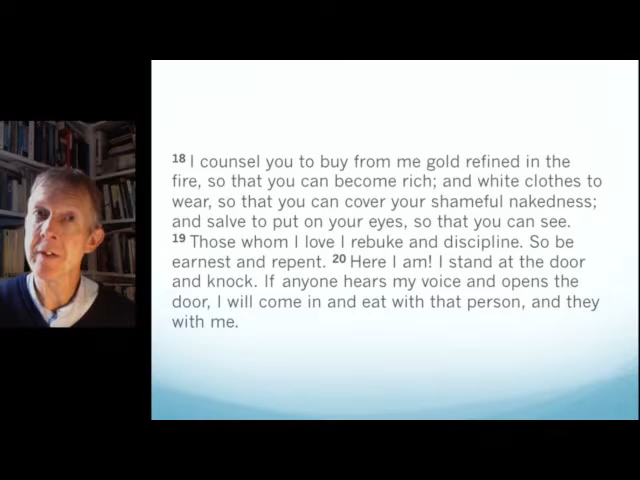 18 I counsel you to buy from me gold refined in the
fire, so that you can become rich; and white clothes to
wear, so that you can cover your shameful nakedness;
and salve to put on your eyes, so that you can see.
19 Those whom I love I rebuke and discipline. So be
earnest and repent. 20 Here I am! I stand at the door
and knock. If anyone hears my voice and opens the
door, I will come in and eat with that person, and they
with me.